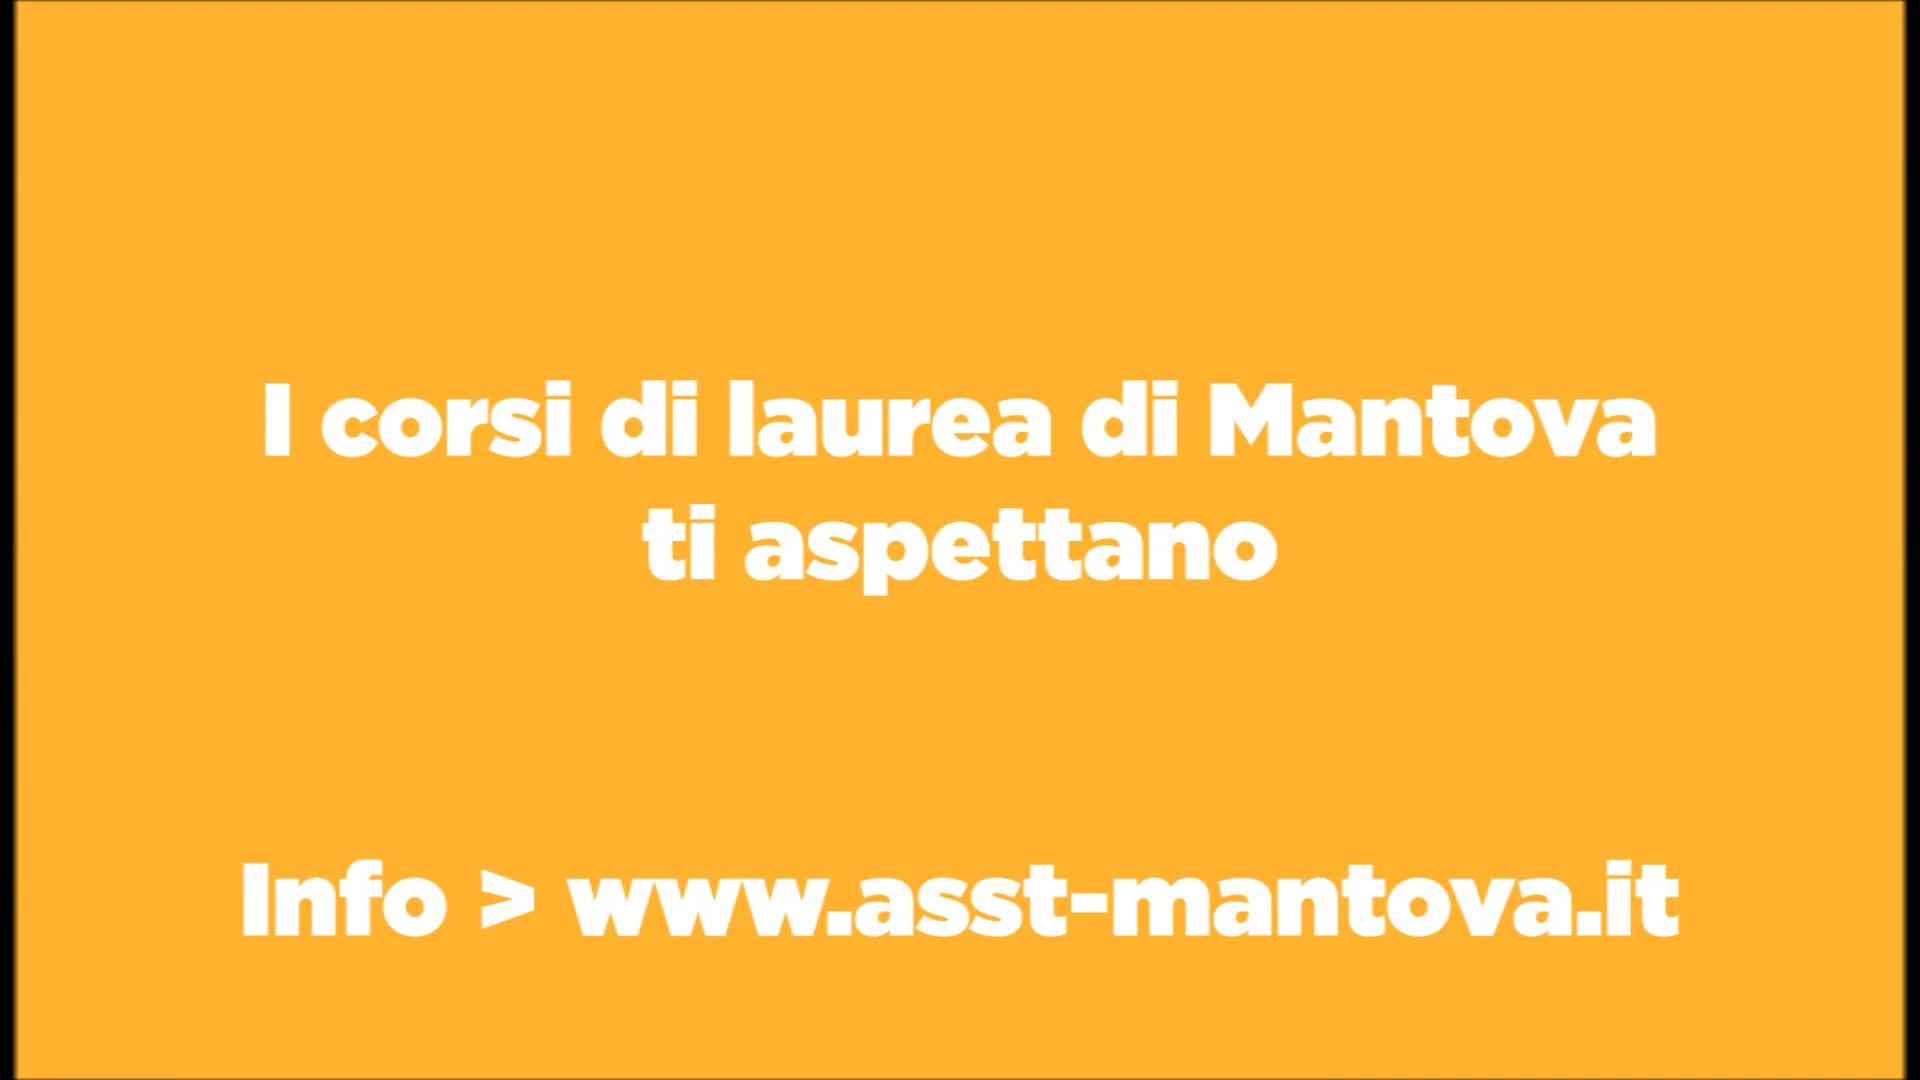 I corsi di laurea di Mantova
ti aspettano
Info > www.asst-mantova.it